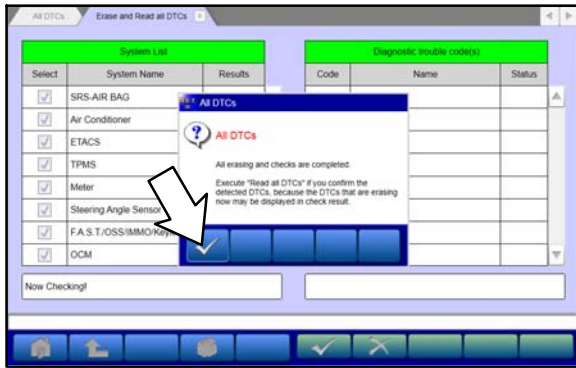 All DTCs
Erase and Read all DTCs
System List
Diagnostic trouble code(s)
Select
System Name
Results
Code
Name
Status
SRS-AIR BAG
Air Conditioner
ETACS
TPMS
Meter
Steering Angle Sensor
F.A.S.T./OSS/IMMO/Keyl
OCM
All DTCs
All DTCs
All erasing and checks are completed.
Execute "Read all DTCs" if you confirm the
detected DTCs, because the DTCs that are erasing
now may be displayed in check result.
Now Checking!